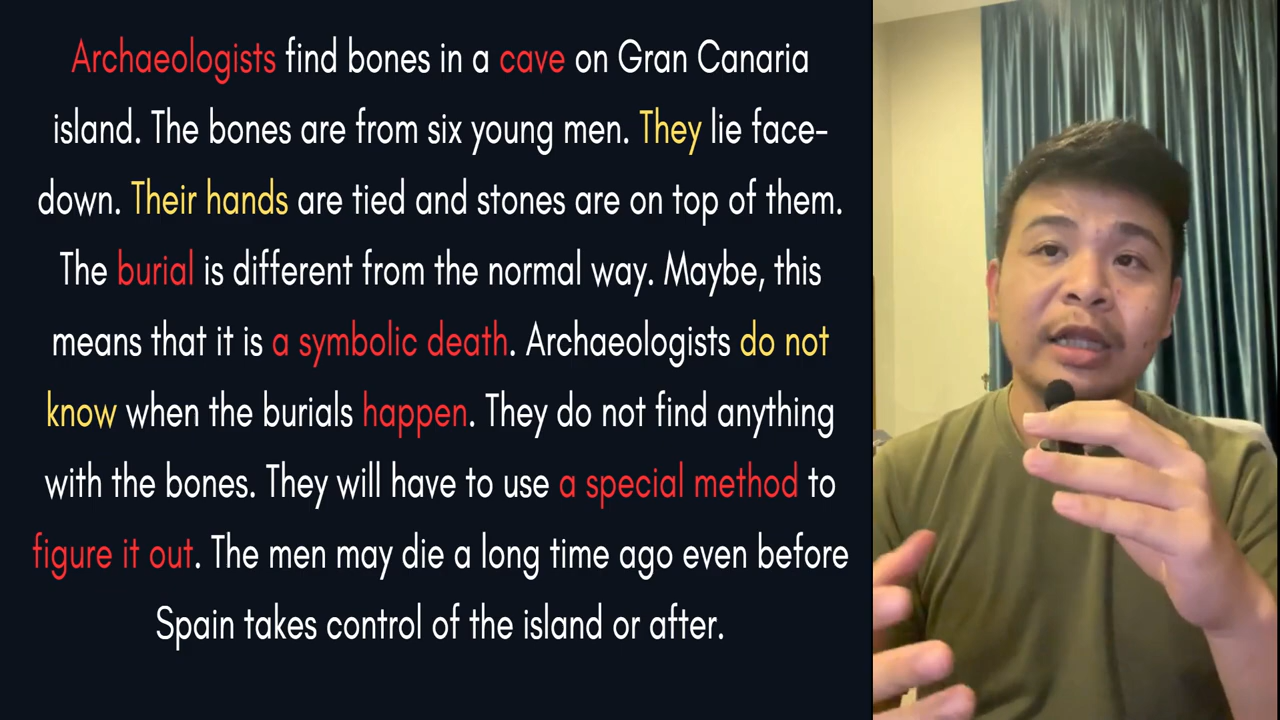 Archaeologists find bones in a cave on Gran Canaria
island. The bones are from six young men. They lie face-
down. Their hands are tied and stones are on top of them.
The burial is different from the normal way. Maybe, this
means that it is a symbolic death. Archaeologists do not
know when the burials happen. They do not find anything
with the bones. They will have to use a special method to
figure it out. The men may die a long time ago even before
Spain takes control of the island or after.